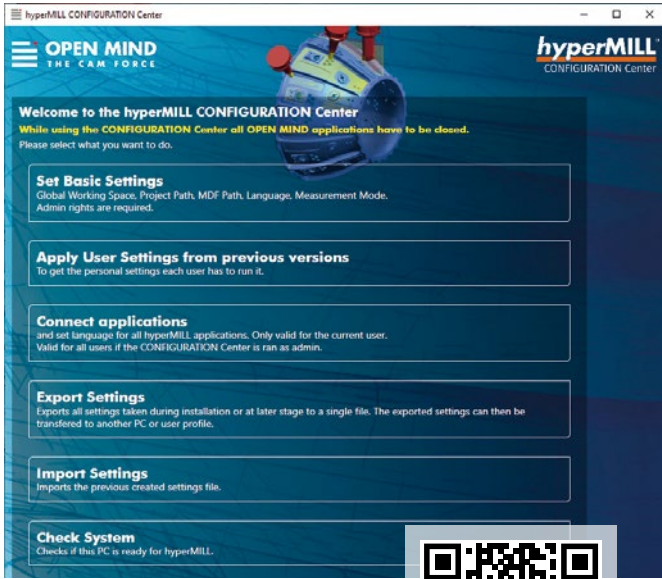 hyperMILL CONFIGURATION Center
OPEN MIND
THE CAM FORCE
hyperMILL
CONFIGURATION Center
Welcome to the hyperMILL CONFIGURATION Center
While using the CONFIGURATION Center all OPEN MIND applications have to be closed.
Please select what you want to do.
Set Basic Settings
Global Working Space, Project Path, MDF Path, Language, Measurement Mode.
Admin rights are required.
Apply User Settings from previous versions
To get the personal settings each user has to run it.
Connect applications
and set language for all hyperMILL applications. Only valid for the current user.
Valid for all users if the CONFIGURATION Center is ran as admin.
Export Settings
Exports all settings taken during installation or at later stage to a single file. The exported settings can then be
transfered to another PC or user profile.
Import Settings
Imports the previous created settings file.
Check System
Checks if this PC is ready for hyperMILL.